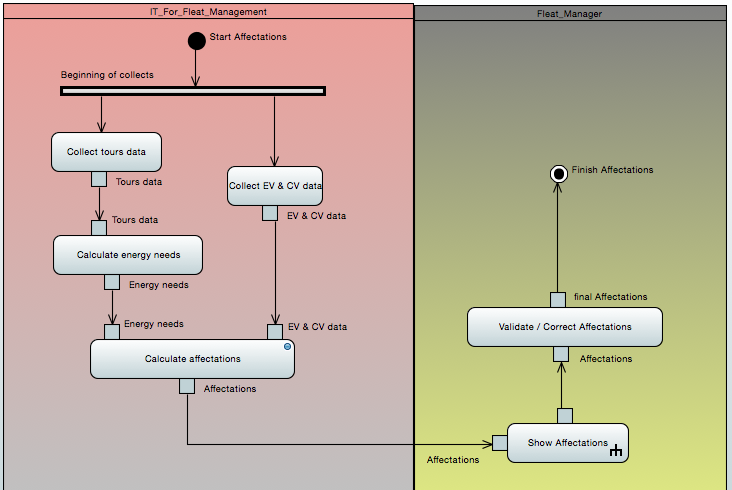 IT_For_Fleat_Management
Fleat_Manager
Start Affectations
Beginning of collects
Collect tours data
Tours data
Collect EV & CV data
EV & CV data
Tours data
Calculate energy needs
Energy needs
Energy needs
EV & CV data
Calculate affectations
Affectations
Affectations
Show Affectations
Affectations
Validate / Correct Affectations
final Affectations
Finish Affectations